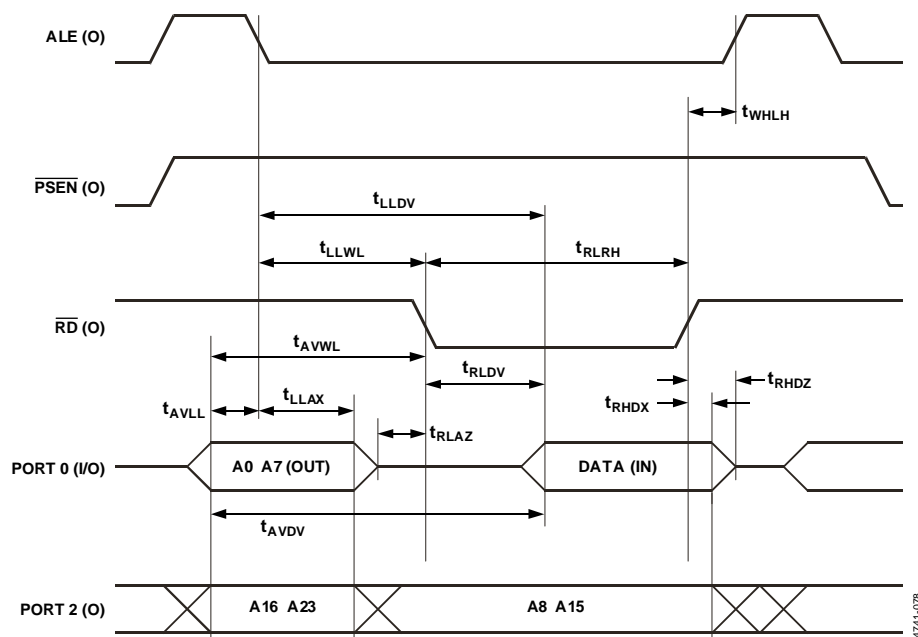 ALE (O)
tWHLH
PSEN (O)
tLLDV
tLLWL
tRLRH
RD (O)
tAVWL
tRLDV
tRHDZ
tLLAX
tRHDX
tAVLL
tRLAZ
PORT 0 (I/O)
A0 A7 (OUT)
DATA (IN)
tAVDV
PORT 2 (O)
A16 A23
A8 A15